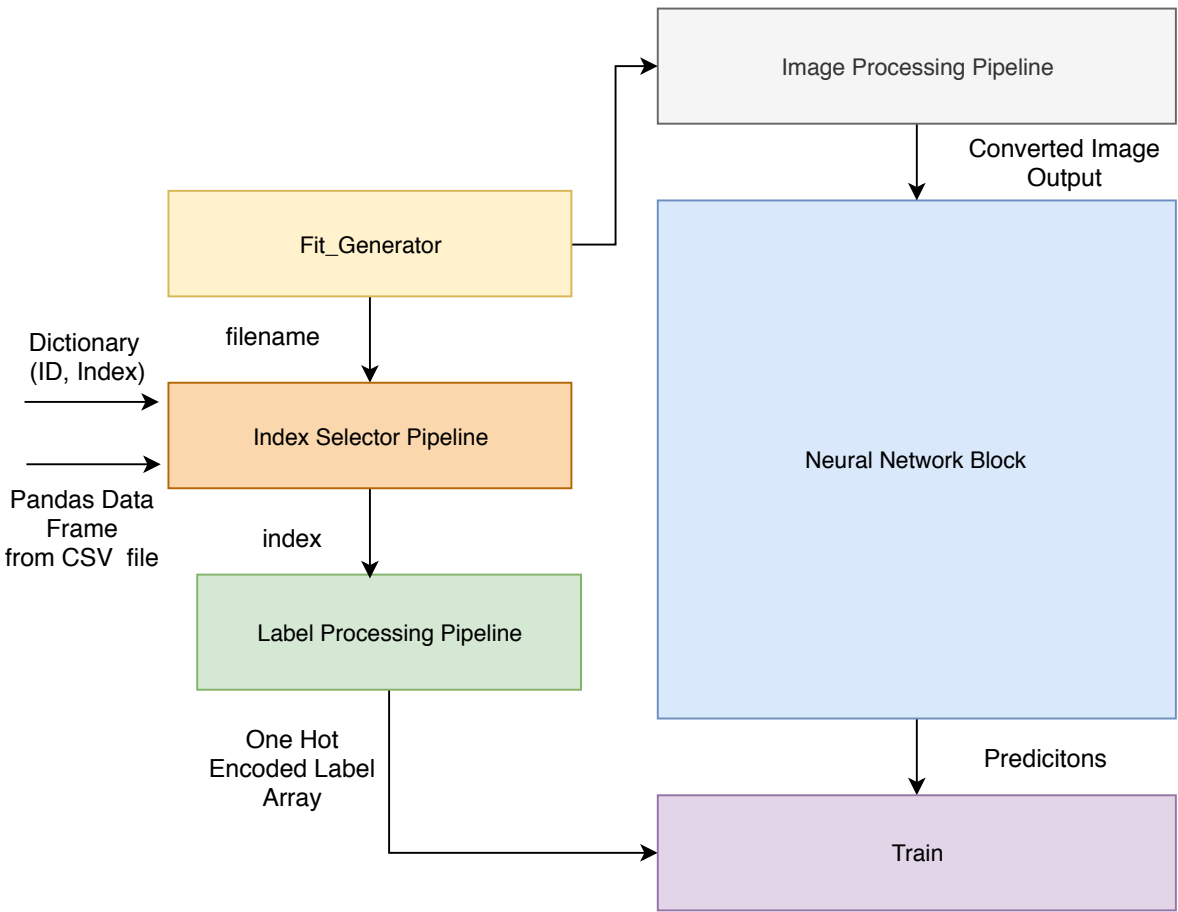 Image Processing Pipeline
Converted Image
Output
Fit_Generator
filename
Dictionary
(ID, Index)
Index Selector Pipeline
Neural Network Block
Pandas Data
Frame
from CSV file
index
Label Processing Pipeline
One Hot
Encoded Label
Array
Predicitons
Train